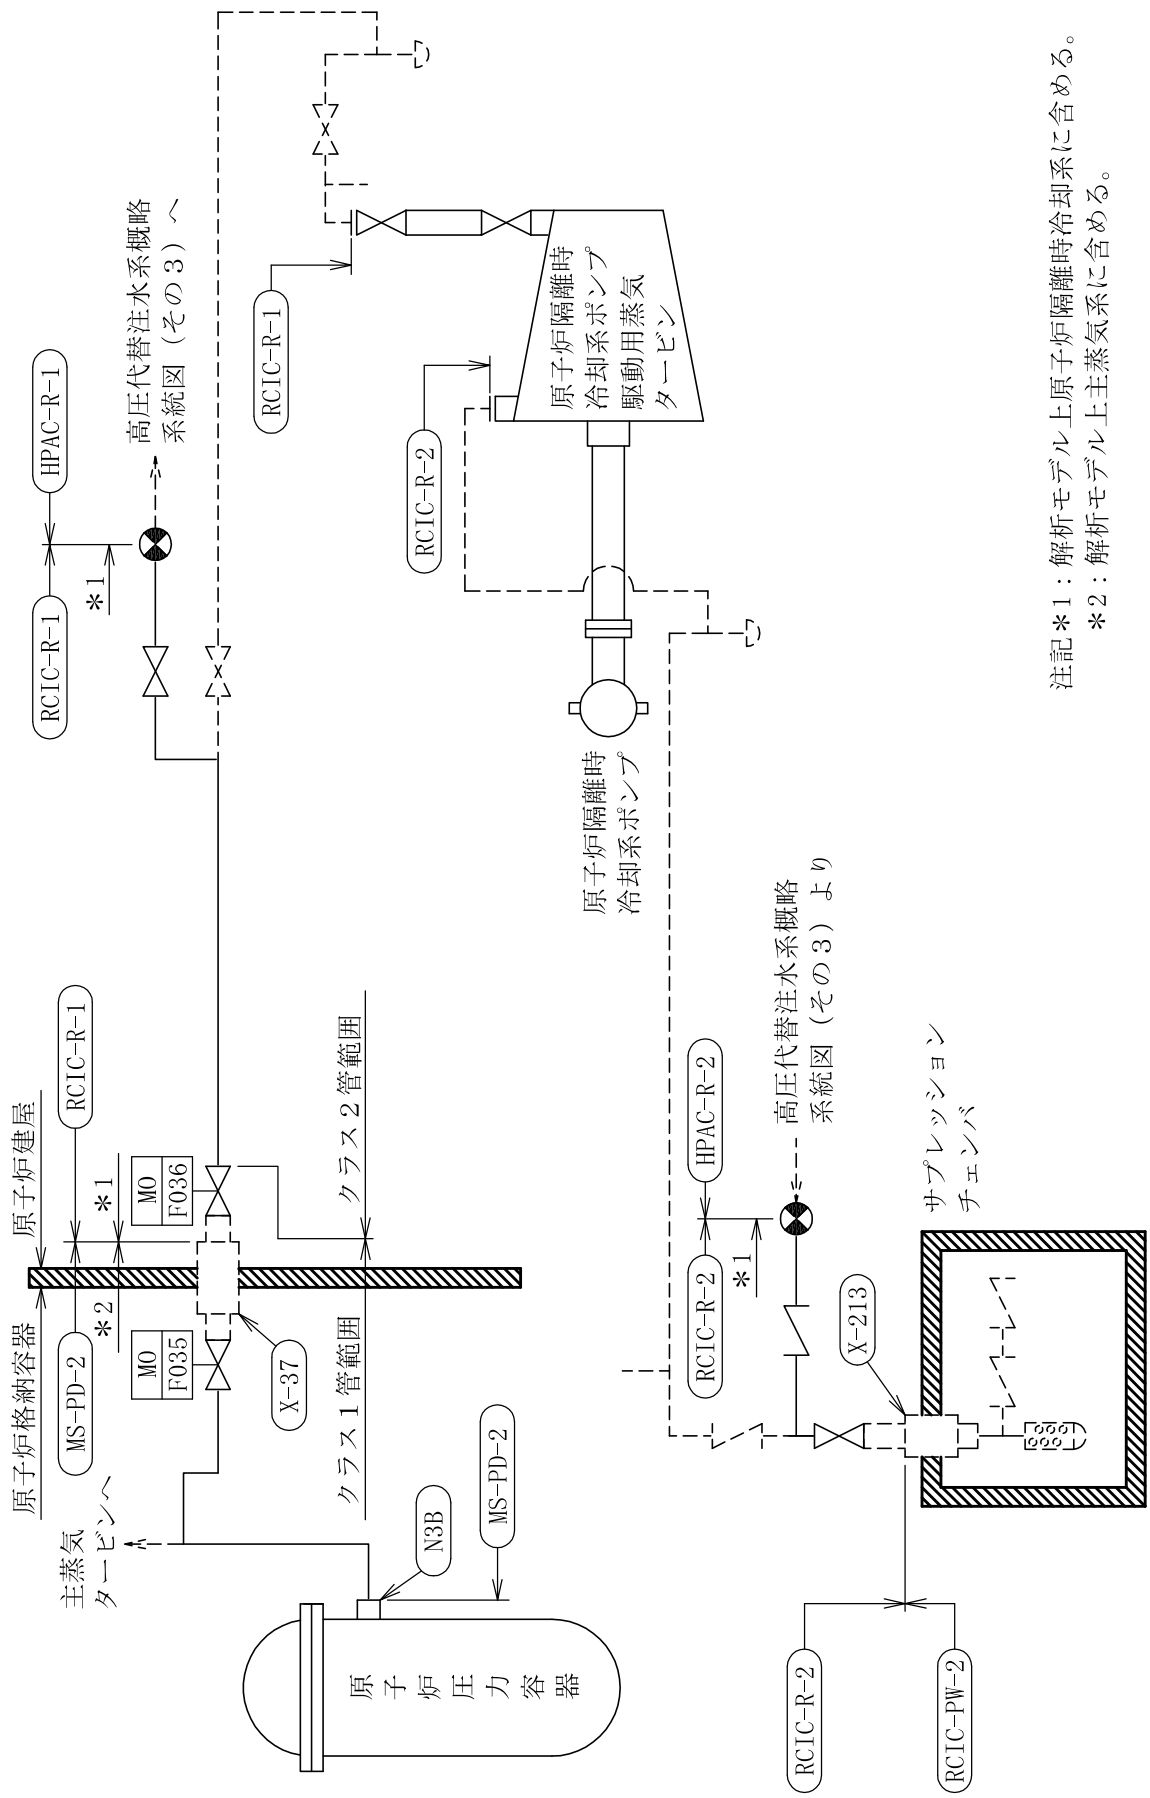 主蒸気
タービンへ
原子炉格納容器
原子炉建屋
MS-PD-2
RCIC-R-1
*2
*1
MO
F035
MO
F036
X-37
クラス1管範囲
クラス2管範囲
N3B
MS-PD-2
原子炉圧力容器
RCIC-R-1
HPAC-R-1
*1
高圧代替注水系概略
系統図（その3）へ
RCIC-R-1
RCIC-R-2
原子炉隔離時
冷却系ポンプ
駆動用蒸気
タービン
原子炉隔離時
冷却系ポンプ
RCIC-R-2
HPAC-R-2
*1
高圧代替注水系概略
系統図（その3）より
X-213
サプレッション
チェンバ
RCIC-R-2
RCIC-PW-2
注記*1：解析モデル上原子炉隔離時冷却系に含める。
*2：解析モデル上主蒸気系に含める。